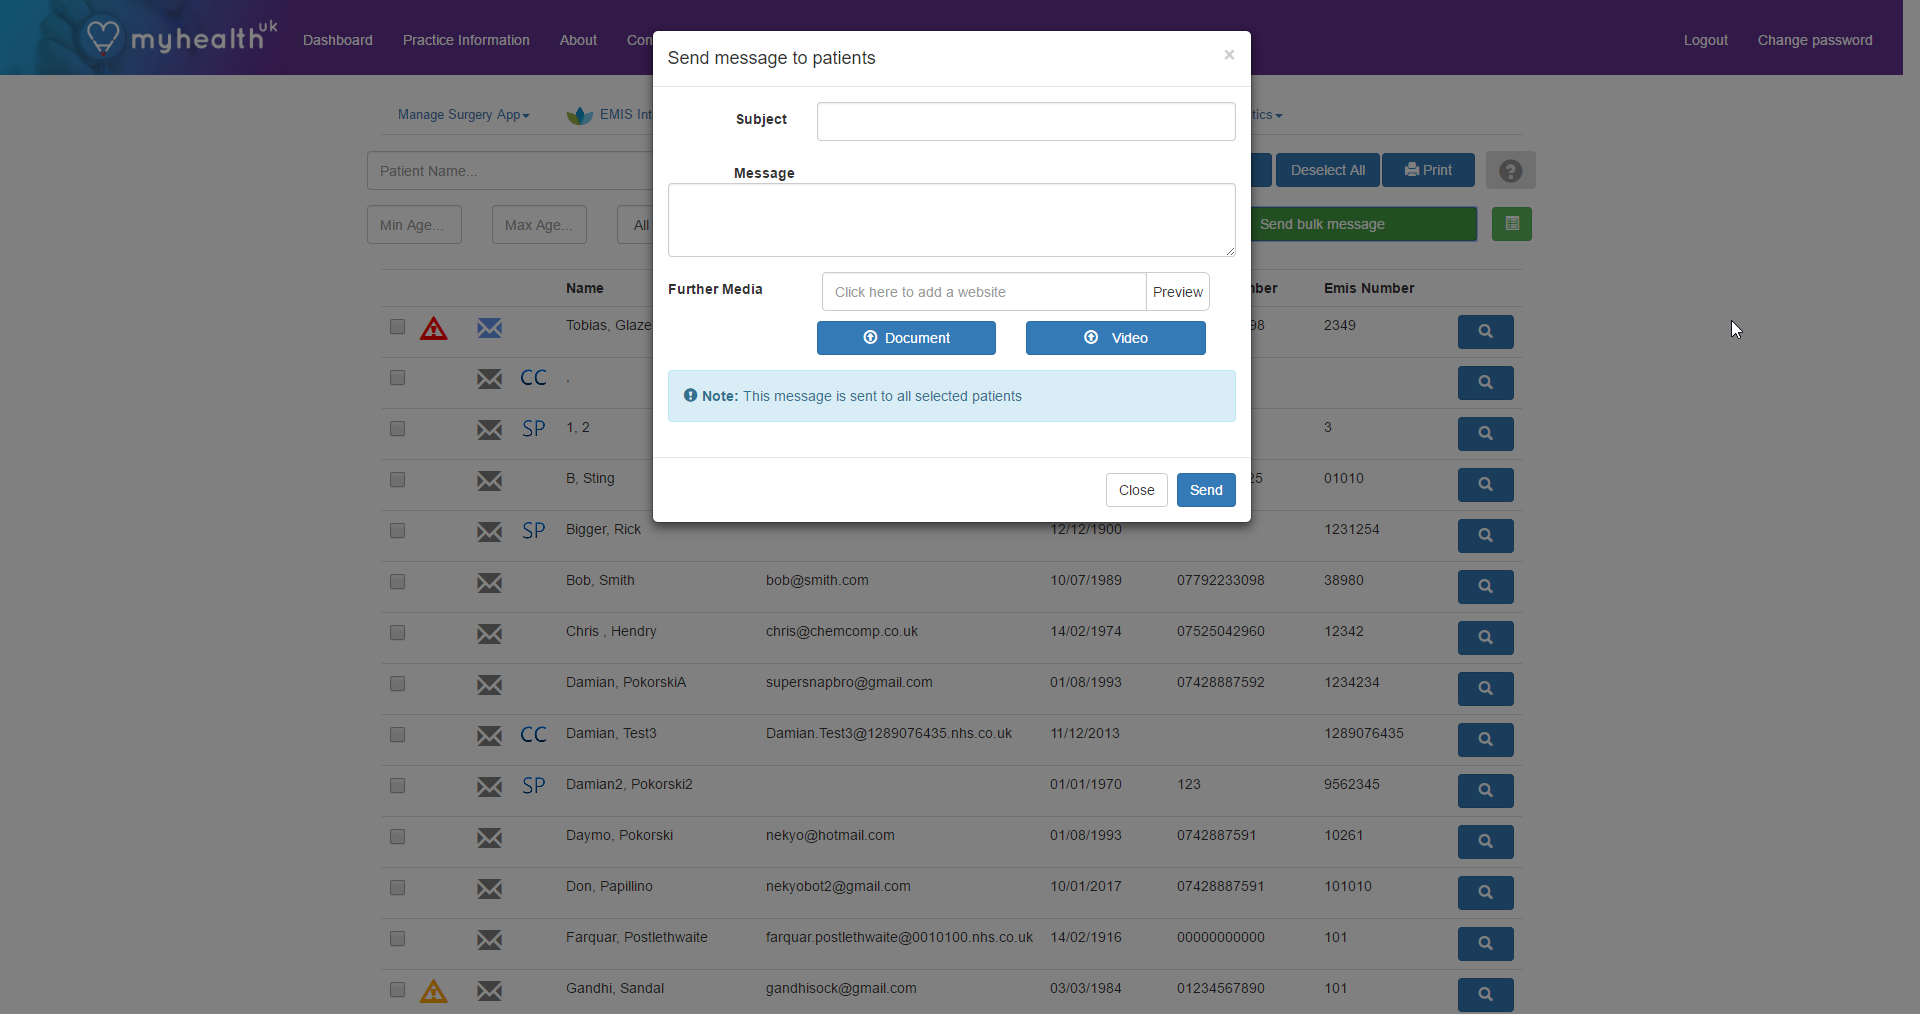 myhealth uk
Dashboard
Practice Information
About
Con
Logout
Change password
Send message to patients
×
Manage Surgery App
EMIS Int
tics
Subject
Patient Name...
Deselect All
Print
?
Message
Min Age...
Max Age...
All
Send bulk message
Further Media
Click here to add a website
Preview
Document
Video
Note: This message is sent to all selected patients
Close
Send
Name
ber
Emis Number
Tobias, Glaze
98
2349
CC ,
SP 1, 2
3
B, Sting
25
01010
SP Bigger, Rick 12/12/1900 1231254
Bob, Smith bob@smith.com 10/07/1989 07792233098 38980
Chris , Hendry chris@chemcomp.co.uk 14/02/1974 07525042960 12342
Damian, PokorskiA supersnapbro@gmail.com 01/08/1993 07428887592 1234234
CC Damian, Test3 Damian.Test3@1289076435.nhs.co.uk 11/12/2013 1289076435
SP Damian2, Pokorski2 01/01/1970 123 9562345
Daymo, Pokorski nekyo@hotmail.com 01/08/1993 0742887591 10261
Don, Papillino nekyobot2@gmail.com 10/01/2017 07428887591 101010
Farquar, Postlethwaite farquar.postlethwaite@0010100.nhs.co.uk 14/02/1916 00000000000 101
Gandhi, Sandal gandhisock@gmail.com 03/03/1984 01234567890 101